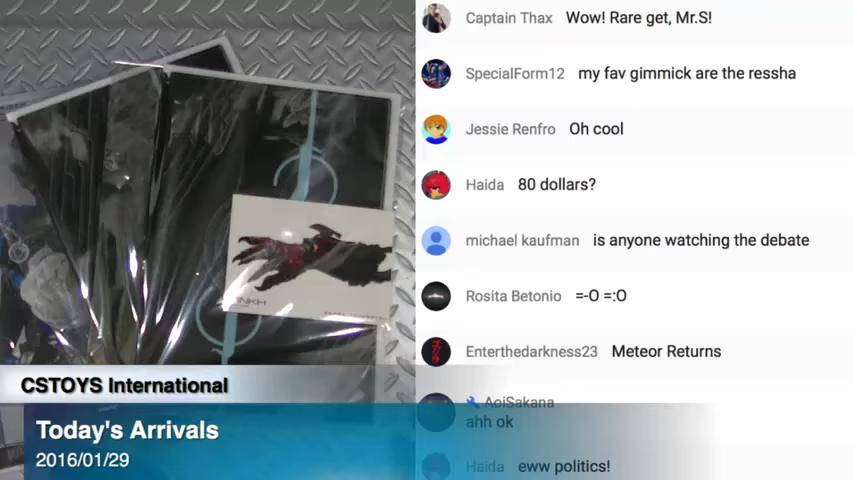 Captain Thax Wow! Rare get, Mr.S!
SpecialForm12 my fav gimmick are the ressha
Jessie Renfro Oh cool
Haida 80 dollars?
michael kaufman is anyone watching the debate
Rosita Betonio =-O =:O
Enterthedarkness23 Meteor Returns
AoiSakana
ahh ok
Haida eww politics!
CSTOYS International
Today's Arrivals
2016/01/29